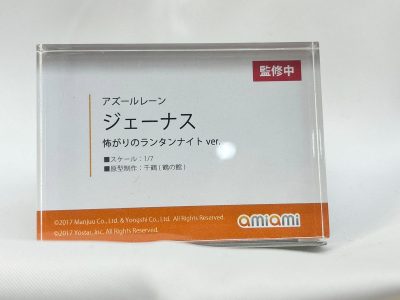 監修中
アズールレーン
ジェーナス
怖がりのランタンナイト ver.
■スケール：1/7
■原型制作：千鶴(鶴の館)
©2017 Manjuu Co.,Ltd. & Yongshi Co.,Ltd. All Rights Reserved.
©2017 Yostar, Inc. All Rights Reserved.
amiami